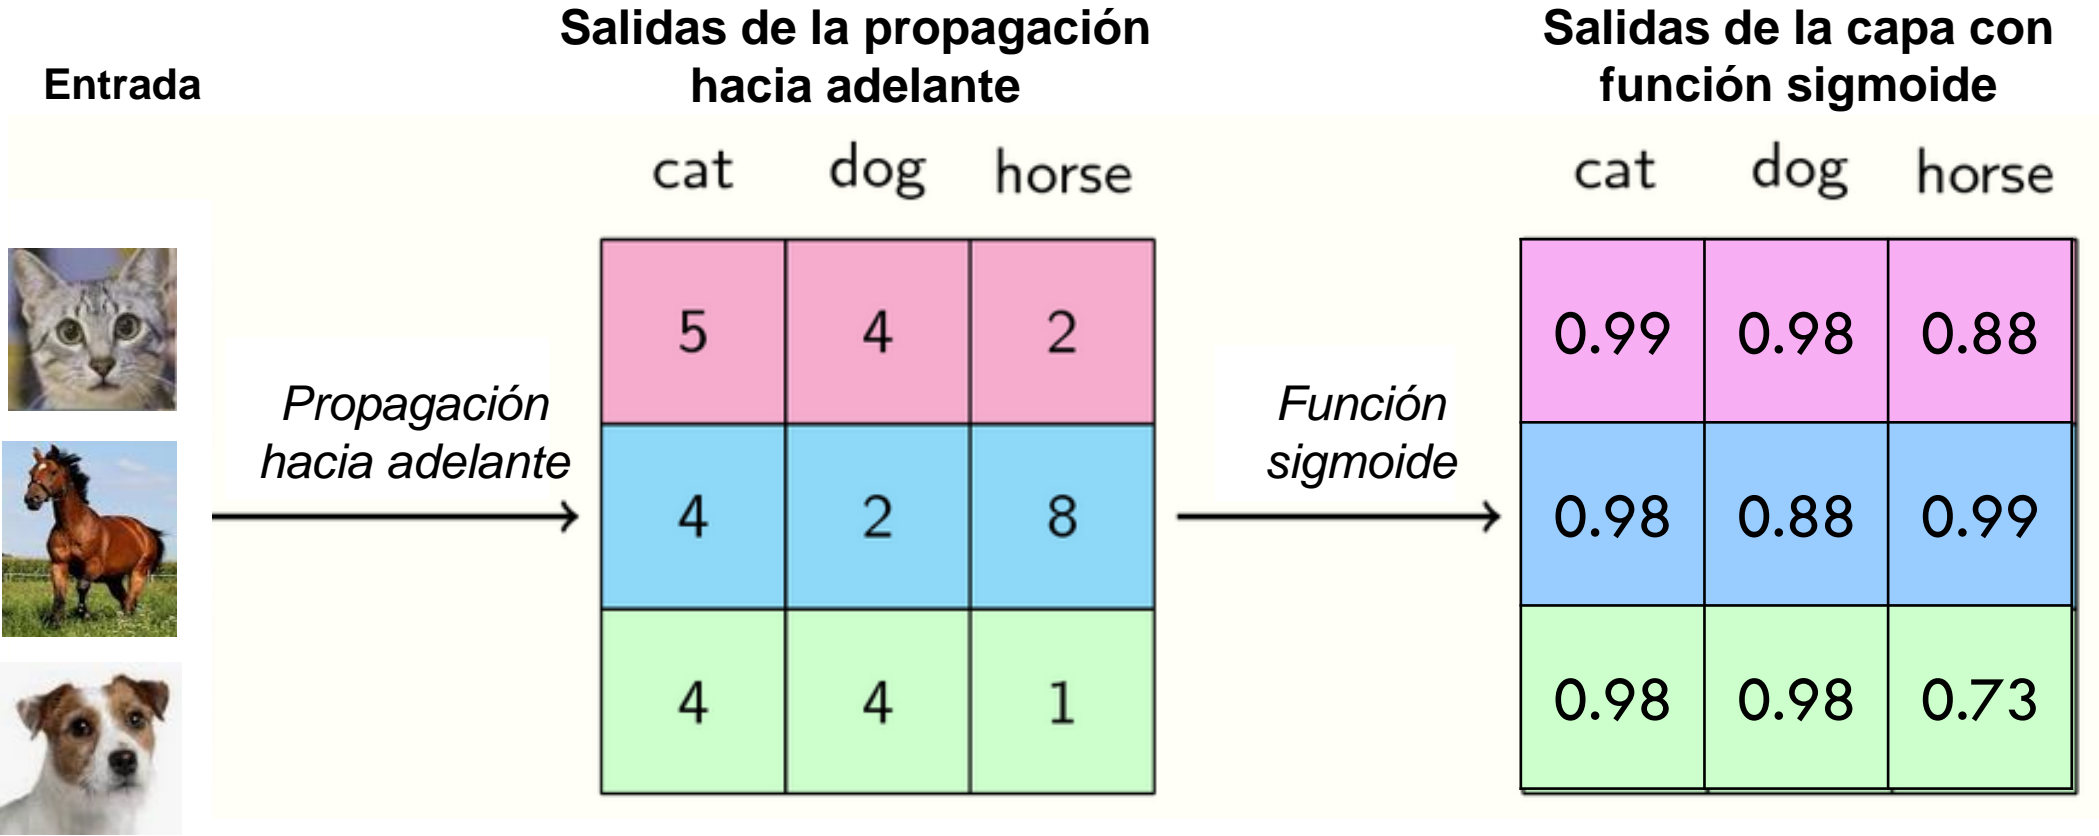 Entrada
Salidas de la propagación
hacia adelante
Salidas de la capa con
función sigmoide
cat dog horse
cat dog horse
Propagación
hacia adelante
5 4 2
4 2 8
4 4 1
Función
sigmoide
0.99 0.98 0.88
0.98 0.88 0.99
0.98 0.98 0.73